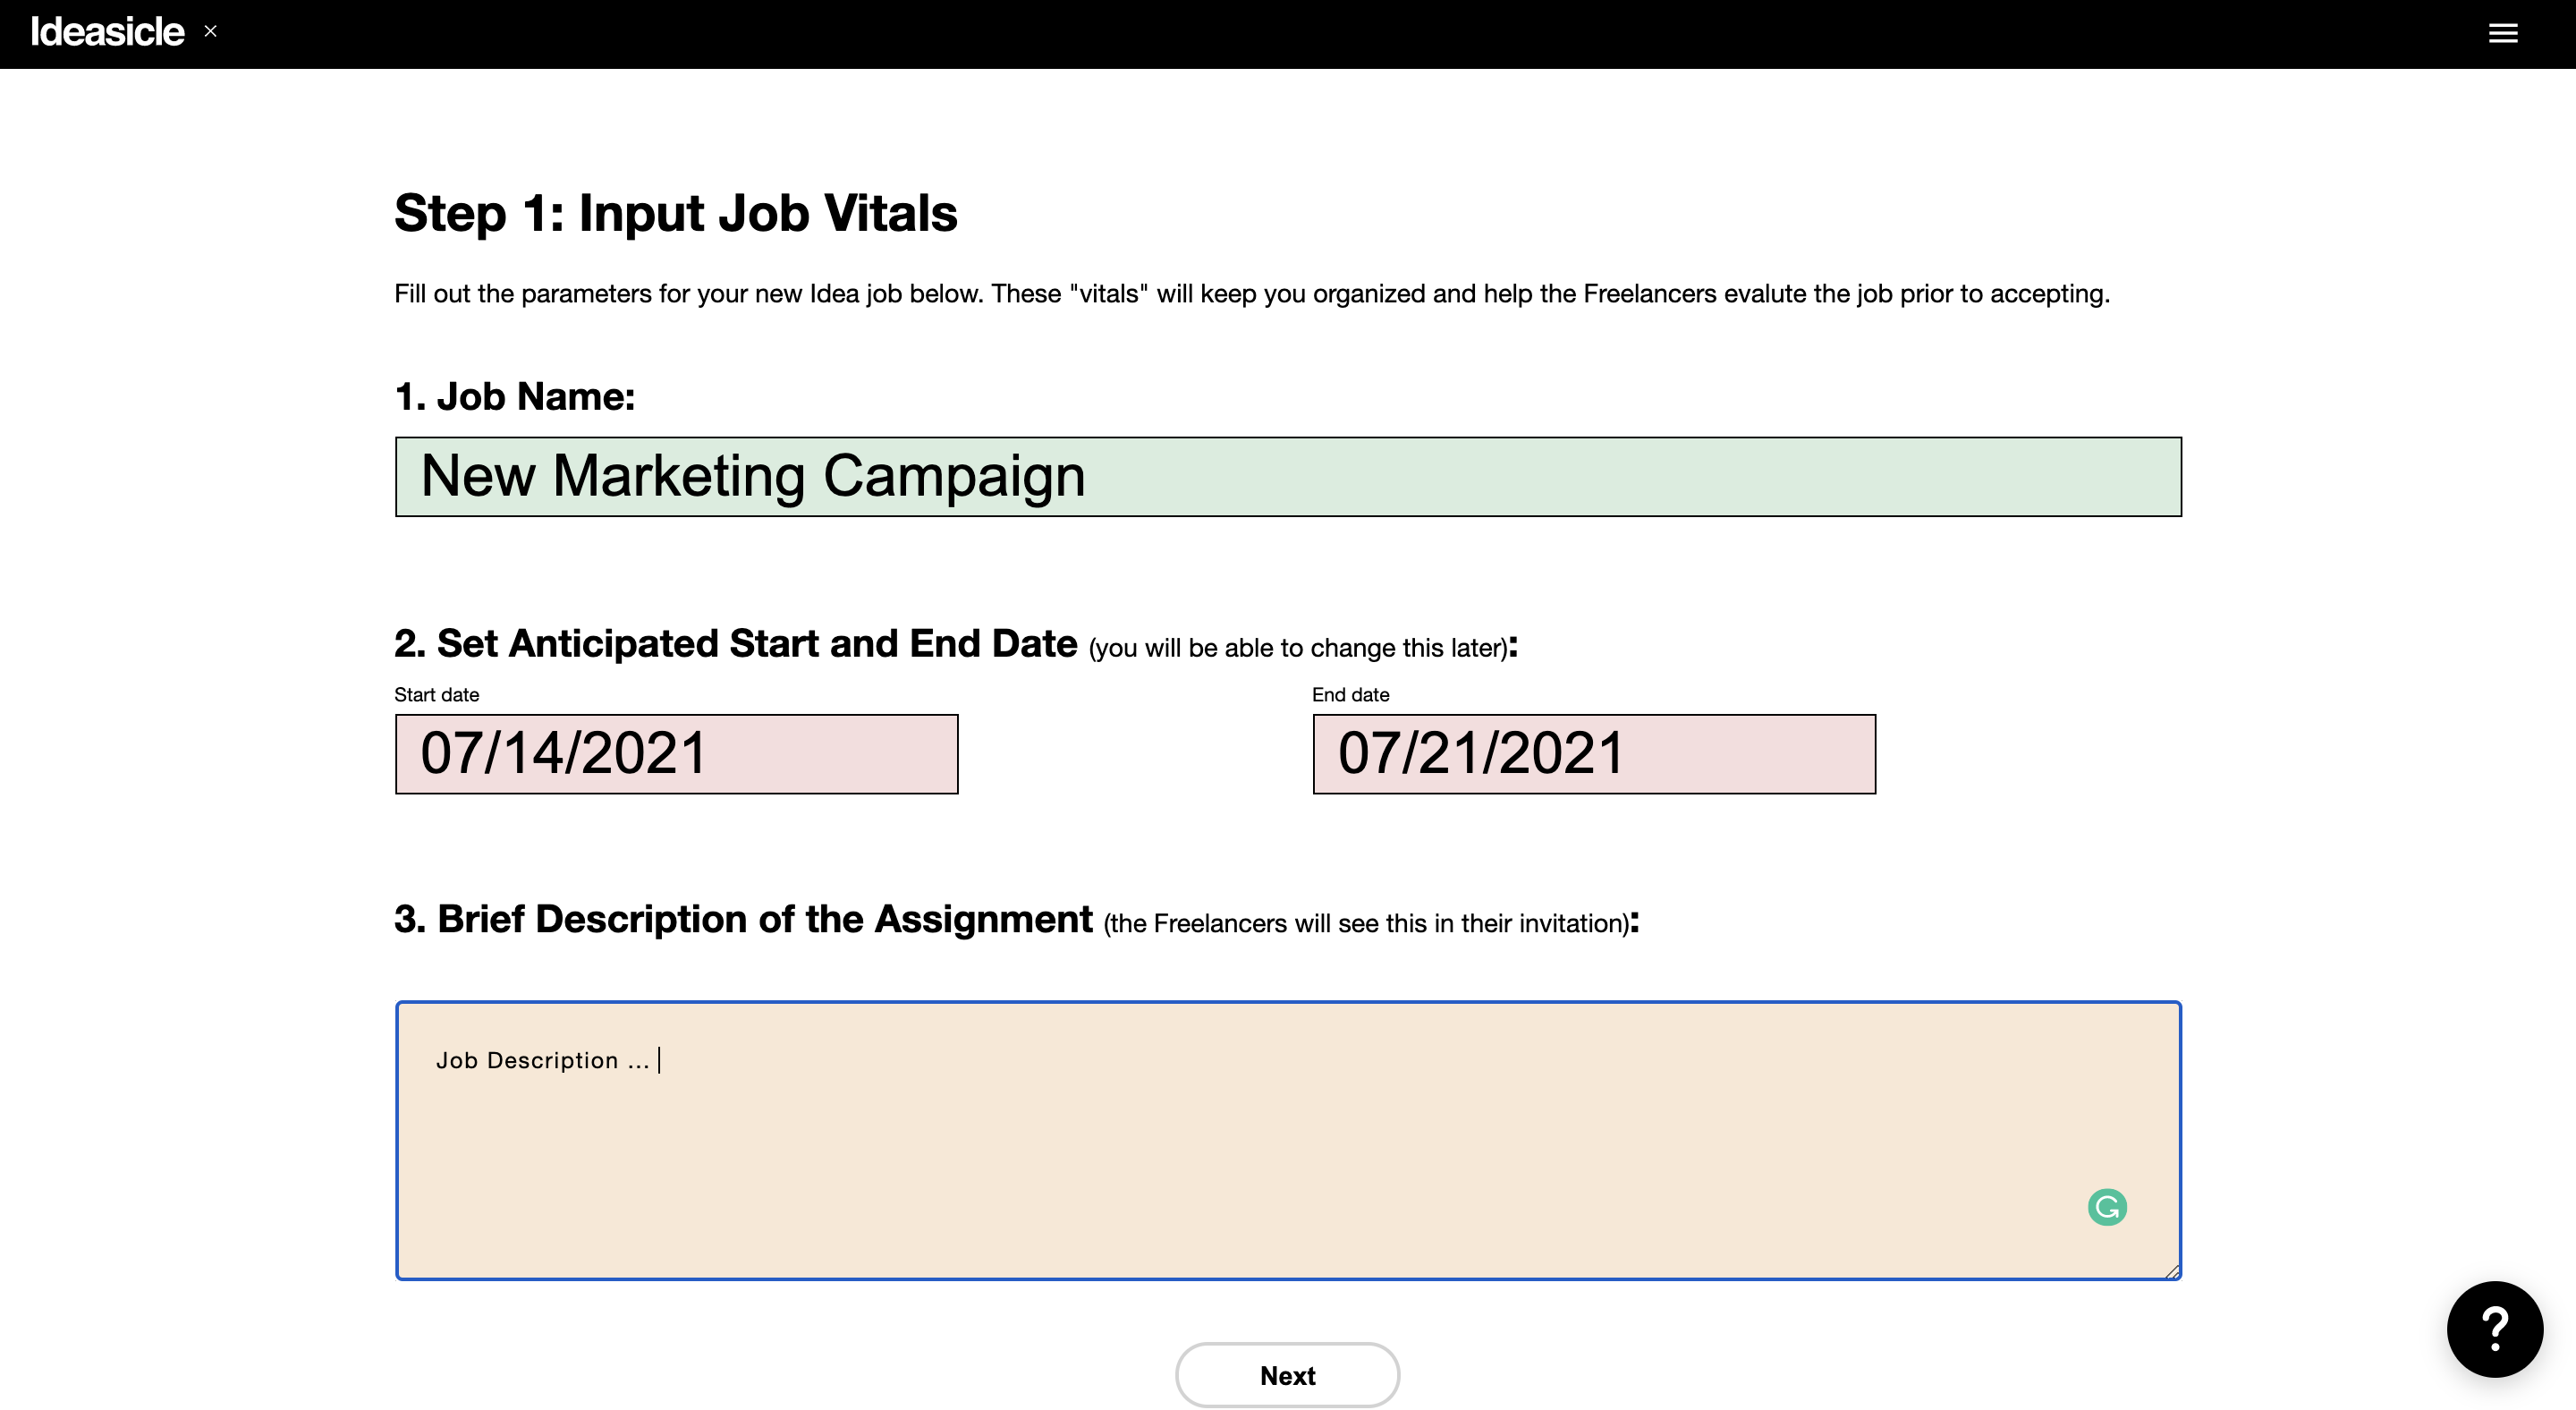 Ideasicle ×
Step 1: Input Job Vitals
Fill out the parameters for your new Idea job below. These "vitals" will keep you organized and help the Freelancers evalute the job prior to accepting.
1. Job Name:
New Marketing Campaign
2. Set Anticipated Start and End Date (you will be able to change this later):
Start date
End date
07/14/2021
07/21/2021
3. Brief Description of the Assignment (the Freelancers will see this in their invitation):
Job Description ...
Next
?